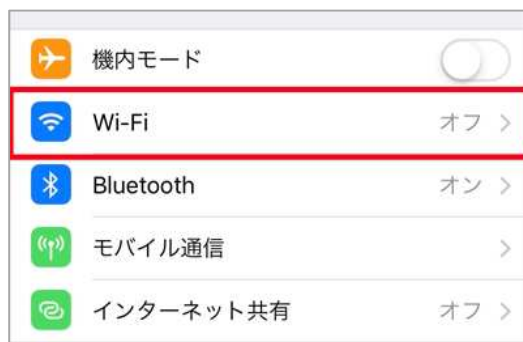 機内モード
Wi-Fi オフ
Bluetooth オン
モバイル通信
インターネット共有 オフ